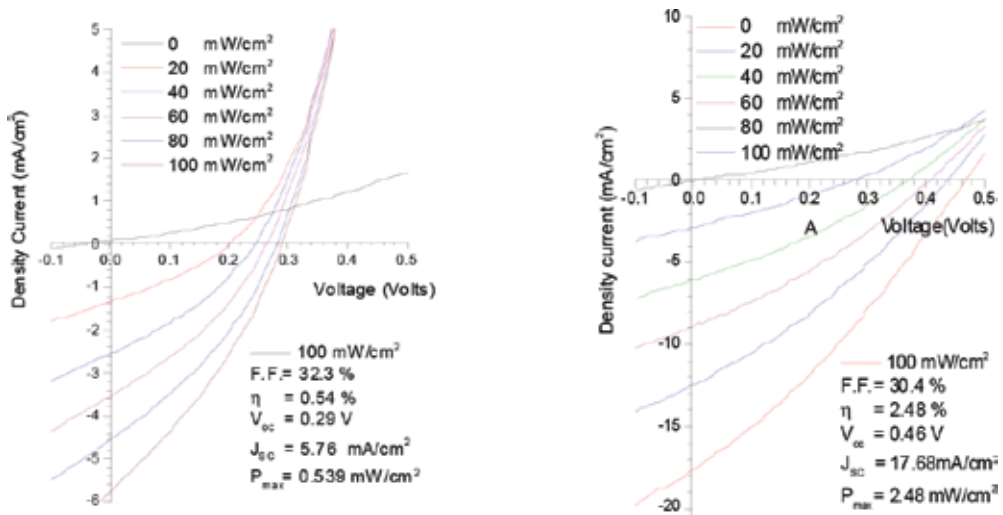 5
4
3
2
1
0
-1
-2
-3
-4
-5
-6
Density Current (mA/cm²)
0 mW/cm²
20 mW/cm²
40 mW/cm²
60 mW/cm²
80 mW/cm²
100 mW/cm²
-0.1
0.0
0.1
0.2
0.3
0.4
0.5
Voltage (Volts)
100 mW/cm²
F.F.= 32.3 %
η = 0.54 %
Voc = 0.29 V
JSC = 5.76 mA/cm²
Pmax = 0.539 mW/cm²
10
5
0
-5
-10
-15
-20
Density current (mA/cm²)
0 mW/cm²
20 mW/cm²
40 mW/cm²
60 mW/cm²
80 mW/cm²
100 mW/cm²
-0.1
0.0
0.1
0.2
0.3
0.4
0.5
A
Voltage(Volts)
100 mW/cm²
F.F.= 30.4 %
η = 2.48 %
Voc = 0.46 V
JSC = 17.68mA/cm²
Pmax = 2.48 mW/cm²